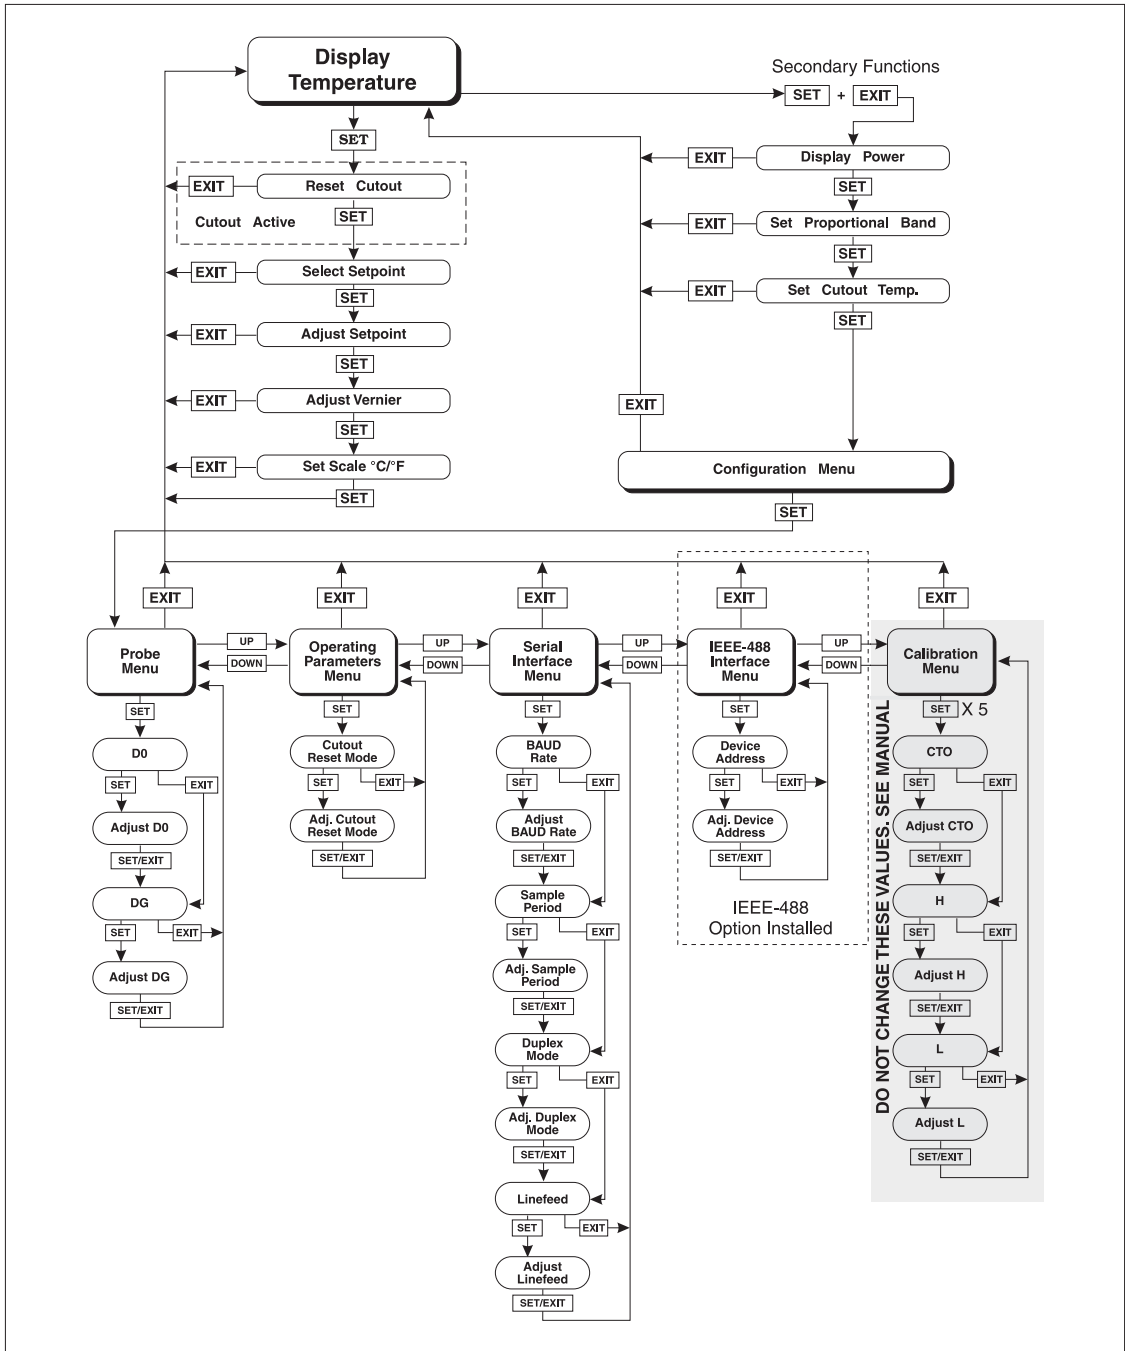 Display
Temperature
SET
Reset Cutout
EXIT
Cutout Active
SET
Select Setpoint
EXIT
SET
Adjust Setpoint
EXIT
SET
Adjust Vernier
EXIT
SET
Set Scale °C/°F
EXIT
SET
Secondary Functions
SET + EXIT
Display Power
EXIT
SET
Set Proportional Band
EXIT
SET
Set Cutout Temp.
EXIT
SET
EXIT
Configuration Menu
SET
EXIT
Probe
Menu
UP
DOWN
SET
D0
SET
EXIT
Adjust D0
SET/EXIT
DG
SET
EXIT
Adjust DG
SET/EXIT
EXIT
Operating
Parameters
Menu
UP
DOWN
SET
Cutout
Reset Mode
SET
EXIT
Adj. Cutout
Reset Mode
SET/EXIT
EXIT
Serial
Interface
Menu
UP
DOWN
SET
BAUD
Rate
SET
EXIT
Adjust
BAUD Rate
SET/EXIT
Sample
Period
SET
EXIT
Adj. Sample
Period
SET/EXIT
Duplex
Mode
SET
EXIT
Adj. Duplex
Mode
SET/EXIT
Linefeed
SET
EXIT
Adjust
Linefeed
SET/EXIT
EXIT
IEEE-488
Interface
Menu
UP
DOWN
SET
Device
Address
SET
EXIT
Adj. Device
Address
SET/EXIT
IEEE-488
Option Installed
EXIT
Calibration
Menu
SET X 5
CTO
SET
EXIT
Adjust CTO
SET/EXIT
H
SET
EXIT
Adjust H
SET/EXIT
L
SET
EXIT
Adjust L
SET/EXIT
DO NOT CHANGE THESE VALUES. SEE MANUAL